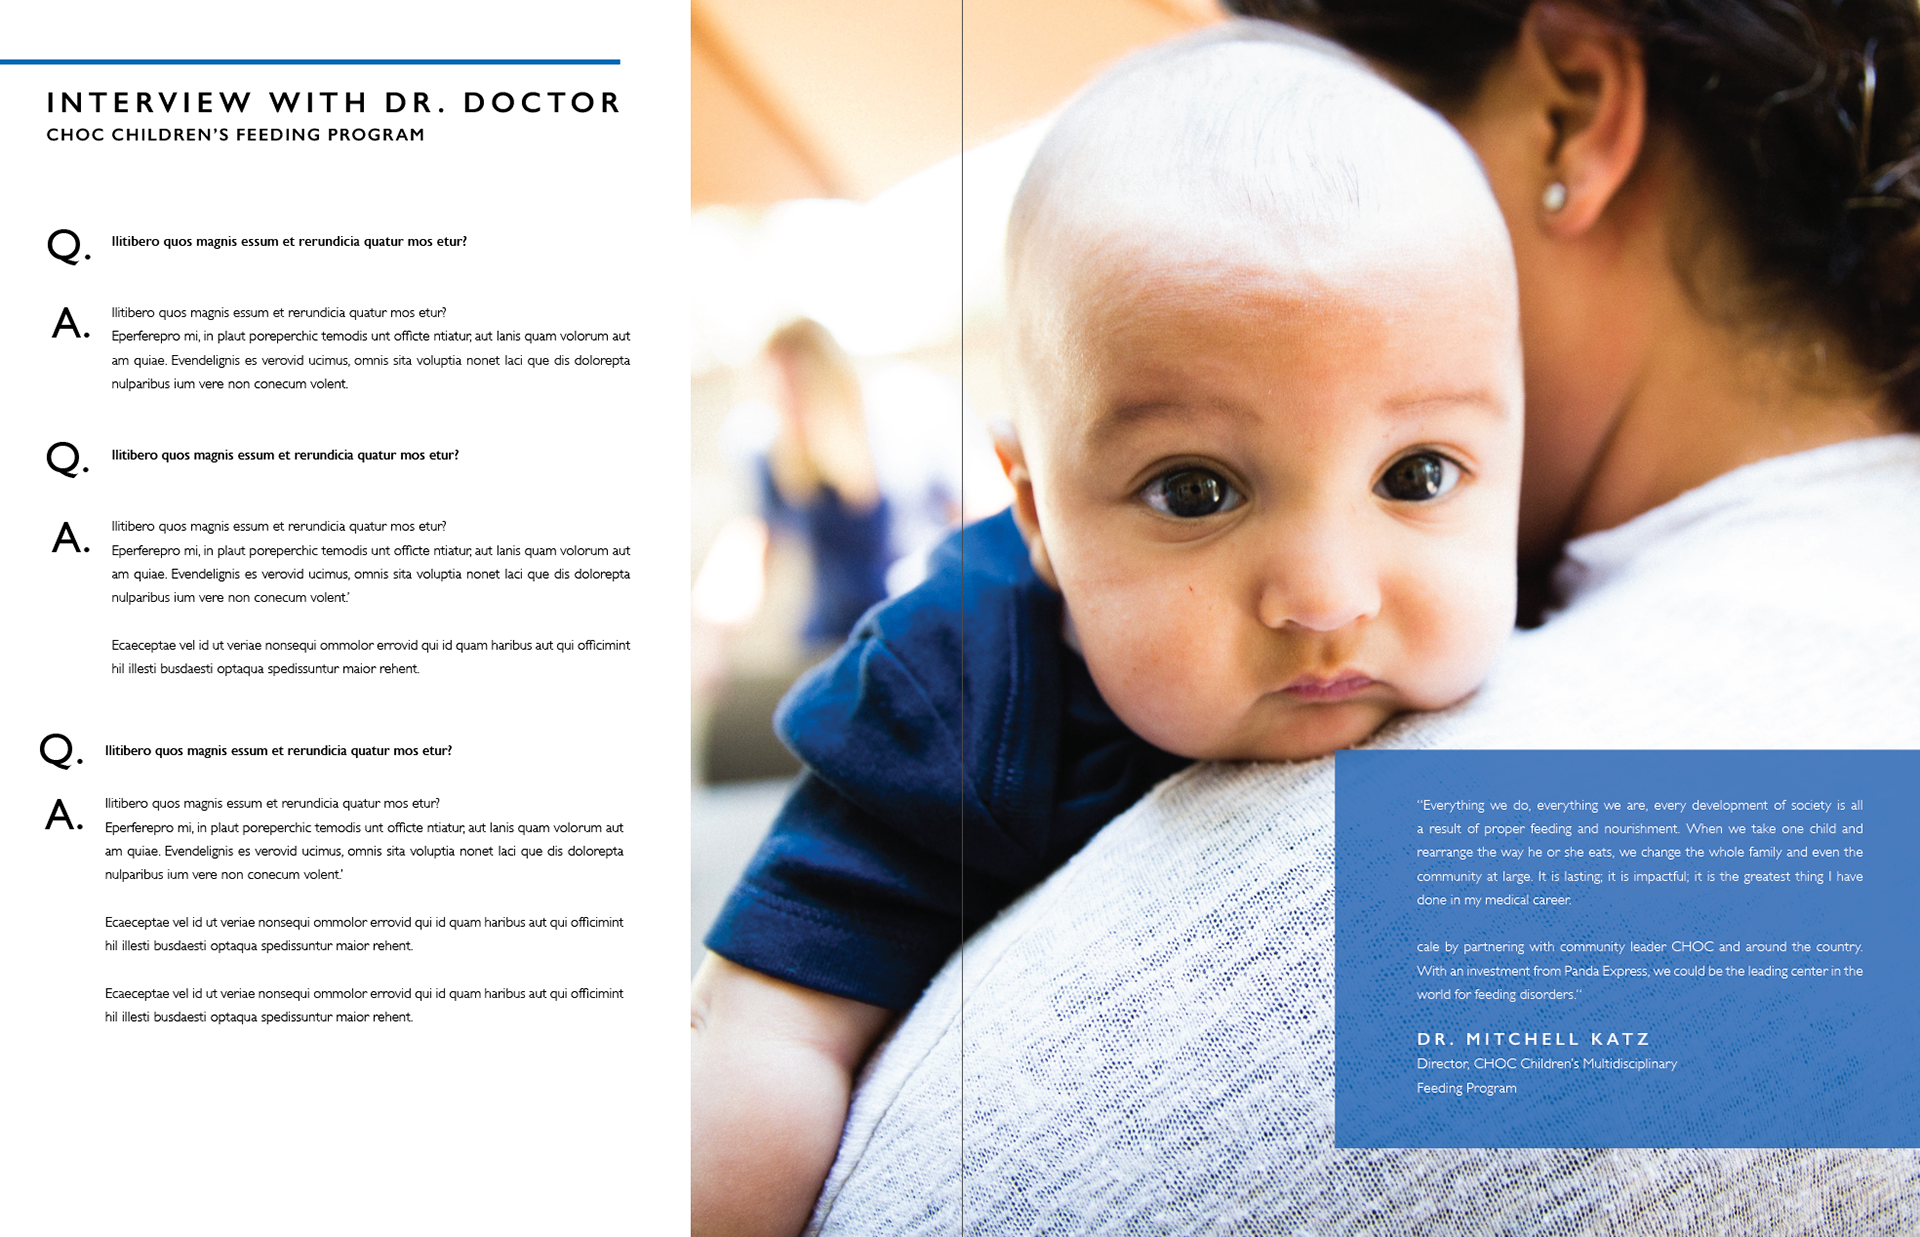 INTERVIEW WITH DR. DOCTOR
CHOC CHILDREN'S FEEDING PROGRAM
Q. Ilitibero quos magnis essum et rerundicia quatur mos etur?
A. Ilitibero quos magnis essum et rerundicia quatur mos etur?
Eperferepro mi, in plaut poreperchic temodis unt officte ntiatur, aut lanis quam volorum aut
am quiae. Evendelignis es verovid ucimus, omnis sita voluptia nonet laci que dis dolorepta
nulparibus ium vere non conecum volent.
Q. Ilitibero quos magnis essum et rerundicia quatur mos etur?
A. Ilitibero quos magnis essum et rerundicia quatur mos etur?
Eperferepro mi, in plaut poreperchic temodis unt officte ntiatur, aut lanis quam volorum aut
am quiae. Evendelignis es verovid ucimus, omnis sita voluptia nonet laci que dis dolorepta
nulparibus ium vere non conecum volent.'
Ecaeceptae vel id ut veriae nonsequi ommolor errovid qui id quam haribus aut qui officimint
hil illesti busdaesti optaqua spedissuntur maior rehent.
Q. Ilitibero quos magnis essum et rerundicia quatur mos etur?
A. Ilitibero quos magnis essum et rerundicia quatur mos etur?
Eperferepro mi, in plaut poreperchic temodis unt officte ntiatur, aut lanis quam volorum aut
am quiae. Evendelignis es verovid ucimus, omnis sita voluptia nonet laci que dis dolorepta
nulparibus ium vere non conecum volent.'
Ecaeceptae vel id ut veriae nonsequi ommolor errovid qui id quam haribus aut qui officimint
hil illesti busdaesti optaqua spedissuntur maior rehent.
Ecaeceptae vel id ut veriae nonsequi ommolor errovid qui id quam haribus aut qui officimint
hil illesti busdaesti optaqua spedissuntur maior rehent.
“Everything we do, everything we are, every development of society is all
a result of proper feeding and nourishment. When we take one child and
rearrange the way he or she eats, we change the whole family and even the
community at large. It is lasting; it is impactful; it is the greatest thing I have
done in my medical career.
cale by partnering with community leader CHOC and around the country.
With an investment from Panda Express, we could be the leading center in the
world for feeding disorders.“
DR. MITCHELL KATZ
Director, CHOC Children's Multidisciplinary
Feeding Program